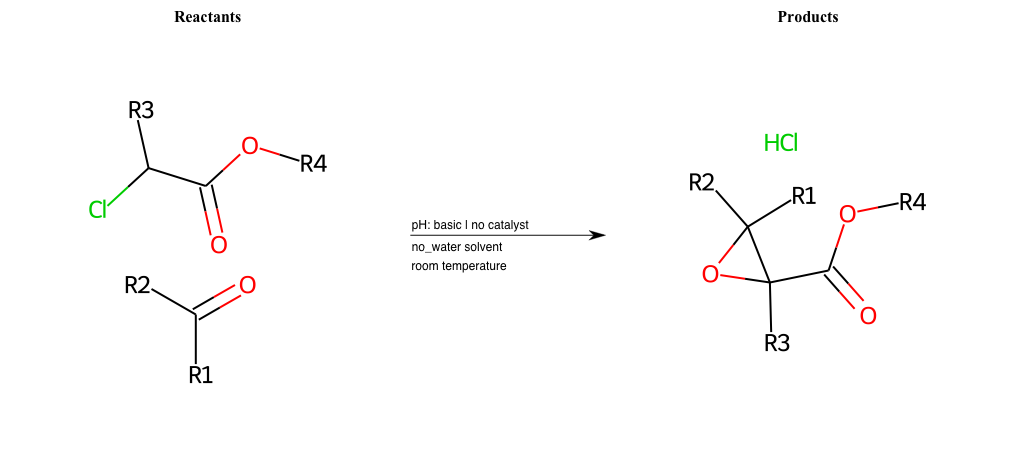 Reactants
Products
R3
O
R4
Cl
O
R2
O
R1
pH: basic | no catalyst
no_water solvent
room temperature
HCl
R2
R1
O
R4
O
O
R3